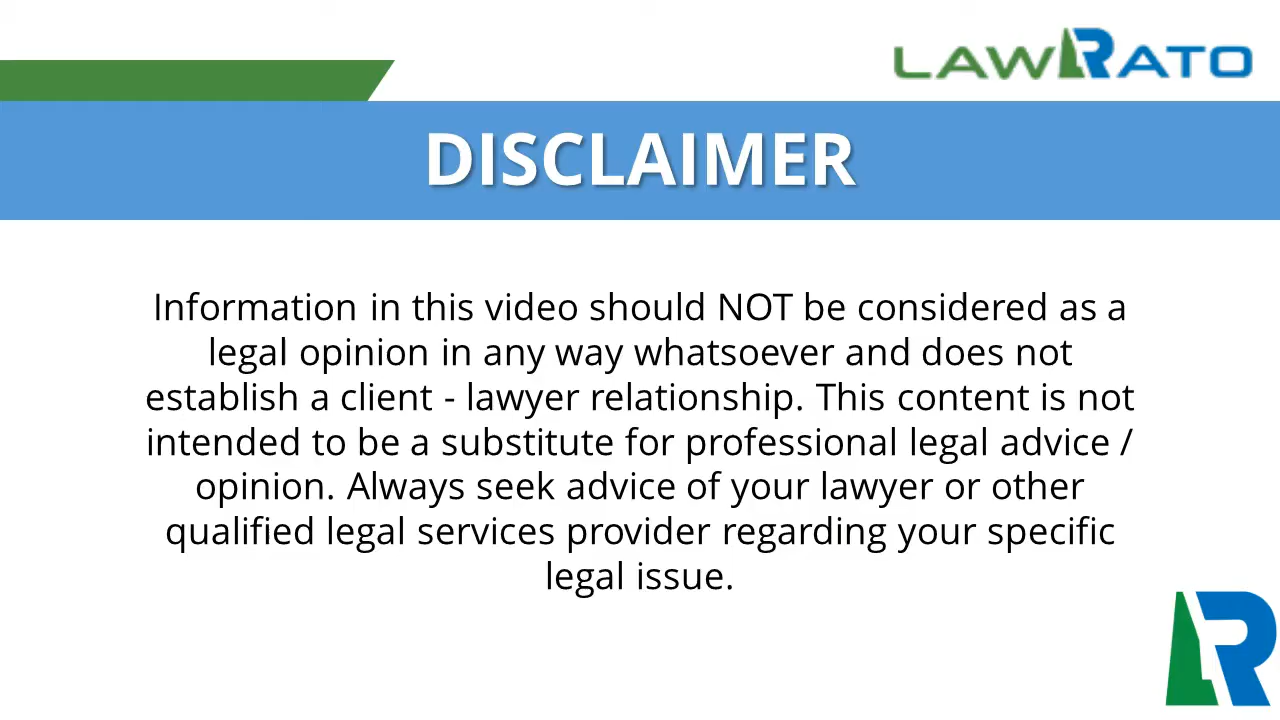 LAWRATO
DISCLAIMER
Information in this video should NOT be considered as a
legal opinion in any way whatsoever and does not
establish a client - lawyer relationship. This content is not
intended to be a substitute for professional legal advice /
opinion. Always seek advice of your lawyer or other
qualified legal services provider regarding your specific
legal issue.
R